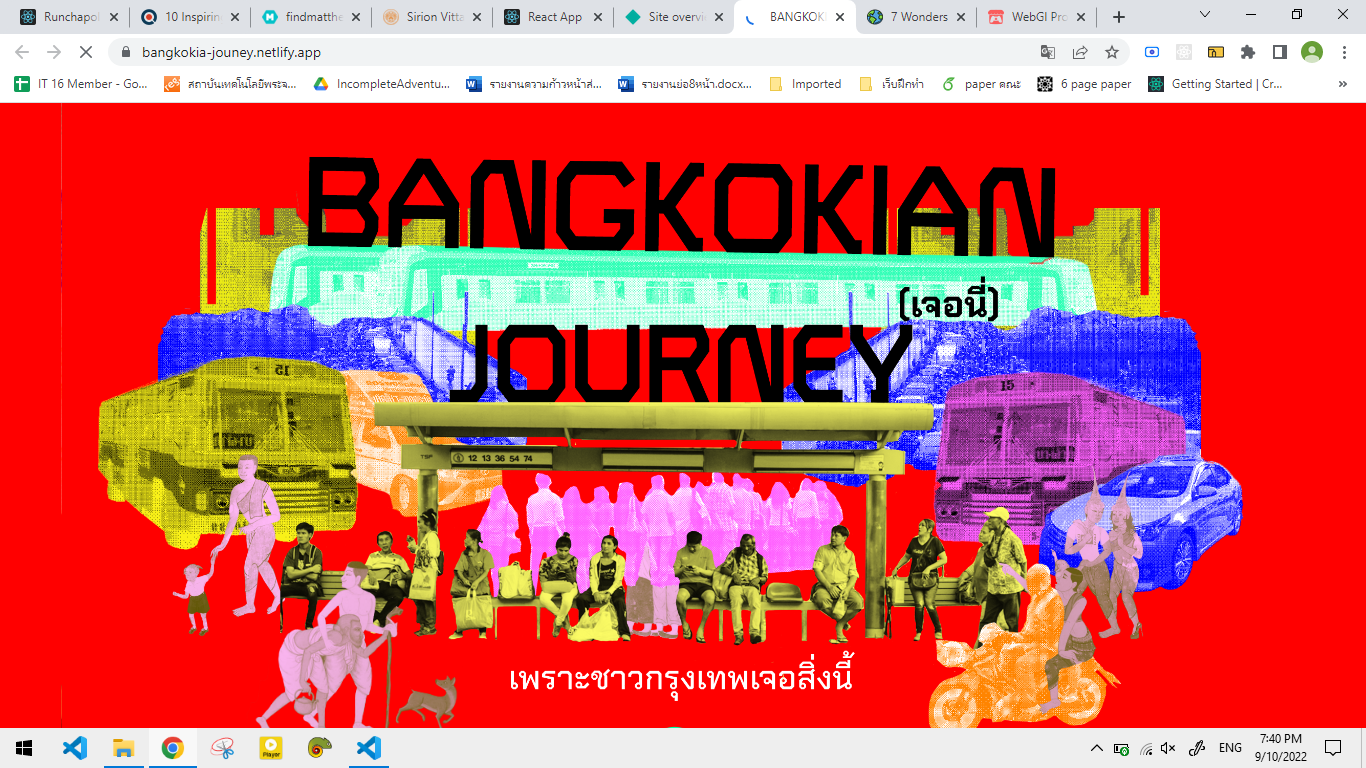 Runchapol
10 Inspirin
findmatthe
Sirion Vitta
React App
Site overvi
BANGKOKI
7 Wonders
WebGl Pro
bangkokia-jouney.netlify.app
IT 16 Member - Go...
สถาบันเทคโนโลยีพระจ...
IncompleteAdventu...
รายงานความก้าวหน้าส่...
รายงานย่อ8หน้า.docx...
Imported
เว็บฝึกทำ
paper คณะ
6 page paper
Getting Started | Cr...
BANGKOKIAN
(เจอนี่)
JOURNEY
15
15
TSP
12 13 36 54 74
เพราะชาวกรุงเทพเจอสิ่งนี้
Player
ENG
7:40 PM
9/10/2022